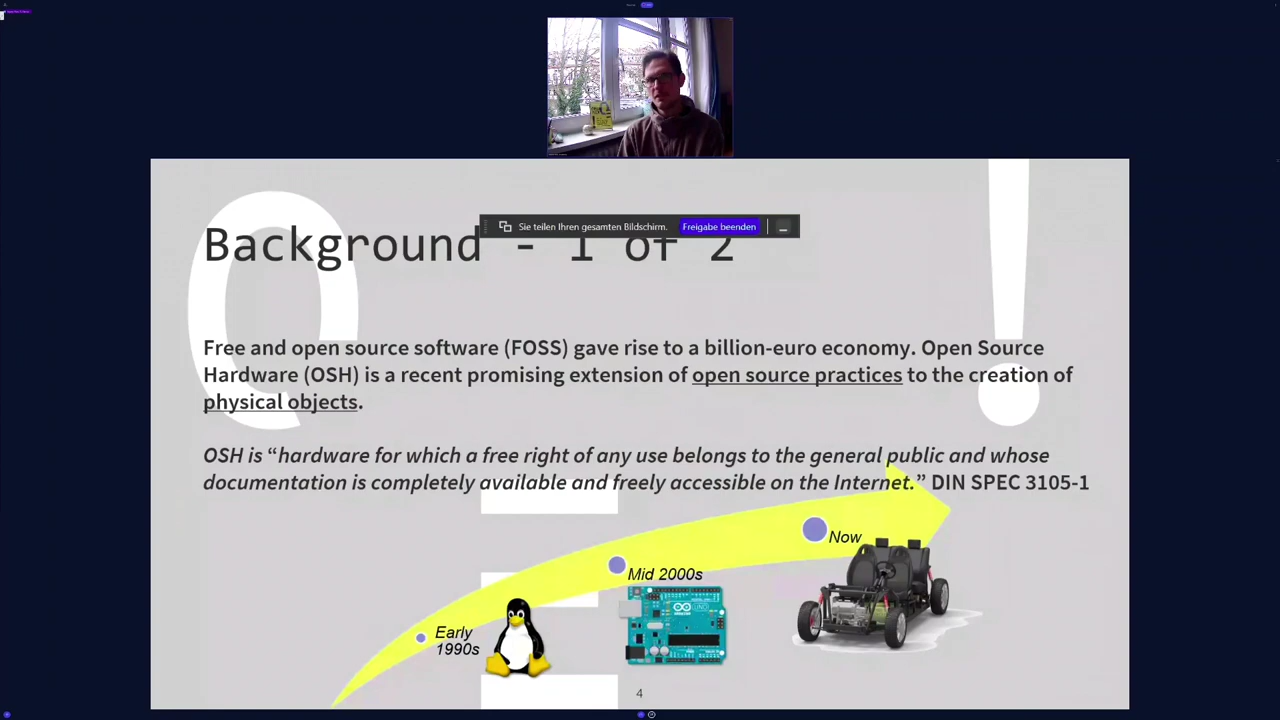 Sie teilen Ihren gesamten Bildschirm. Freigabe beenden
Background - 1 of 2
Free and open source software (FOSS) gave rise to a billion-euro economy. Open Source
Hardware (OSH) is a recent promising extension of open source practices to the creation of
physical objects.
OSH is “hardware for which a free right of any use belongs to the general public and whose
documentation is completely available and freely accessible on the Internet.” DIN SPEC 3105-1
Now
Mid 2000s
UNO
Early
1990s
4